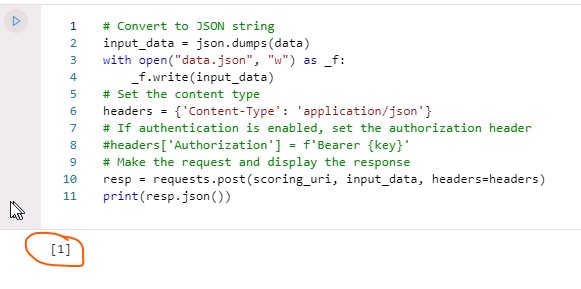 1 # Convert to JSON string
2 input_data = json.dumps(data)
3 with open("data.json", "w") as _f:
4     _f.write(input_data)
5 # Set the content type
6 headers = {'Content-Type': 'application/json'}
7 # If authentication is enabled, set the authorization header
8 #headers['Authorization'] = f'Bearer {key}'
9 # Make the request and display the response
10 resp = requests.post(scoring_uri, input_data, headers=headers)
11 print(resp.json())
[1]